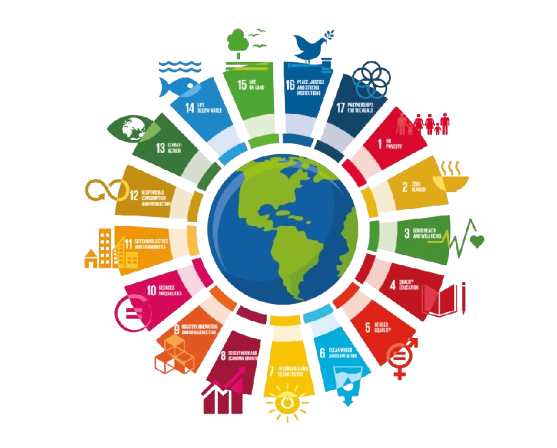 1 NO
POVERTY
2 ZERO
HUNGER
3 GOOD HEALTH
AND WELL-BEING
4 QUALITY
EDUCATION
5 GENDER
EQUALITY
6 CLEAN WATER
AND SANITATION
7 AFFORDABLE AND
CLEAN ENERGY
8 DECENT WORK AND
ECONOMIC GROWTH
9 INDUSTRY, INNOVATION
AND INFRASTRUCTURE
10 REDUCED
INEQUALITIES
11 SUSTAINABLE CITIES
AND COMMUNITIES
12 RESPONSIBLE
CONSUMPTION
AND PRODUCTION
13 CLIMATE
ACTION
14 LIFE
BELOW WATER
15 LIFE
ON LAND
16 PEACE, JUSTICE
AND STRONG
INSTITUTIONS
17 PARTNERSHIPS
FOR THE GOALS